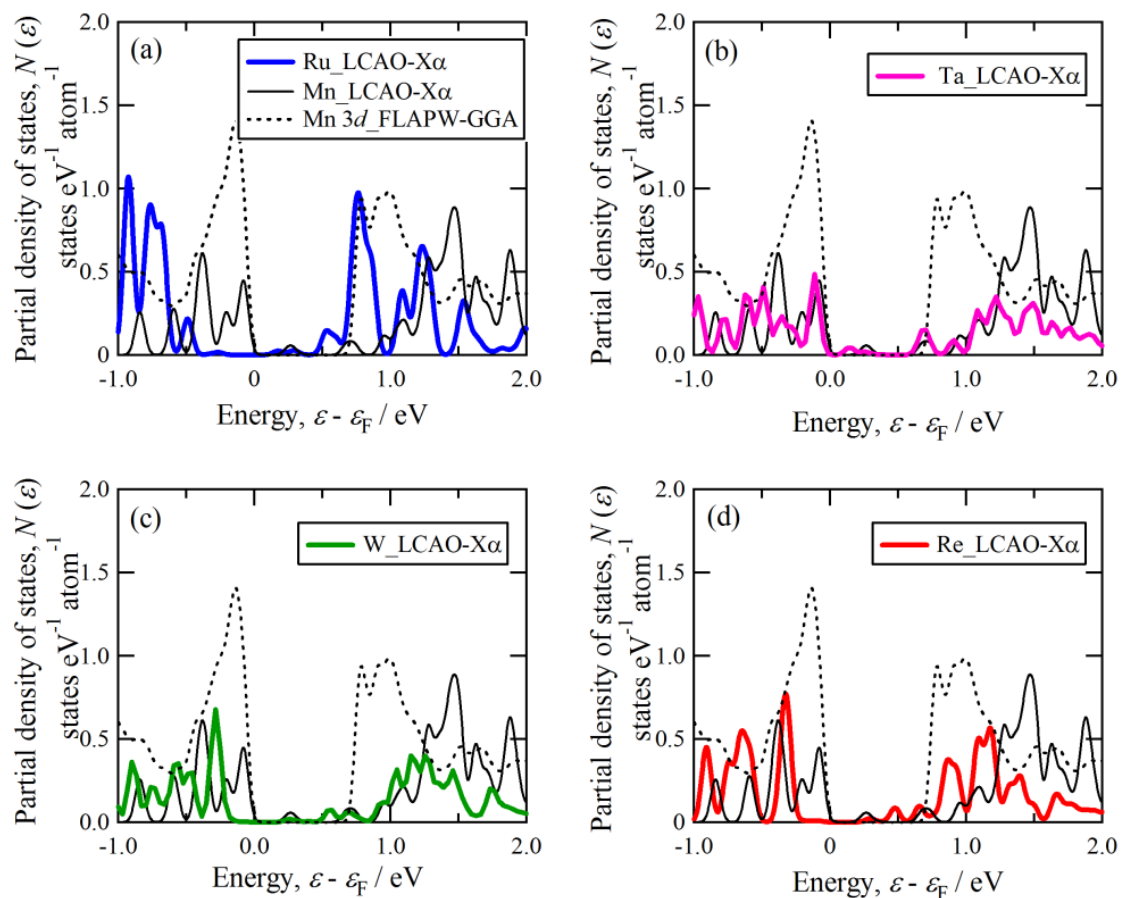 (a)
Ru_LCAO-Xα
Mn_LCAO-Xα
Mn 3d_FLAPW-GGA
Partial density of states, N (ε)
states eV⁻¹ atom⁻¹
2.0
1.5
1.0
0.5
0
-1.0
0
1.0
2.0
Energy, ε - εF / eV
(b)
Ta_LCAO-Xα
Partial density of states, N (ε)
states eV⁻¹ atom⁻¹
2.0
1.5
1.0
0.5
0
-1.0
0.0
1.0
2.0
Energy, ε - εF / eV
(c)
W_LCAO-Xα
Partial density of states, N (ε)
states eV⁻¹ atom⁻¹
2.0
1.5
1.0
0.5
0.0
-1.0
0.0
1.0
2.0
Energy, ε - εF / eV
(d)
Re_LCAO-Xα
Partial density of states, N (ε)
states eV⁻¹ atom⁻¹
2.0
1.5
1.0
0.5
0.0
-1.0
0.0
1.0
2.0
Energy, ε - εF / eV